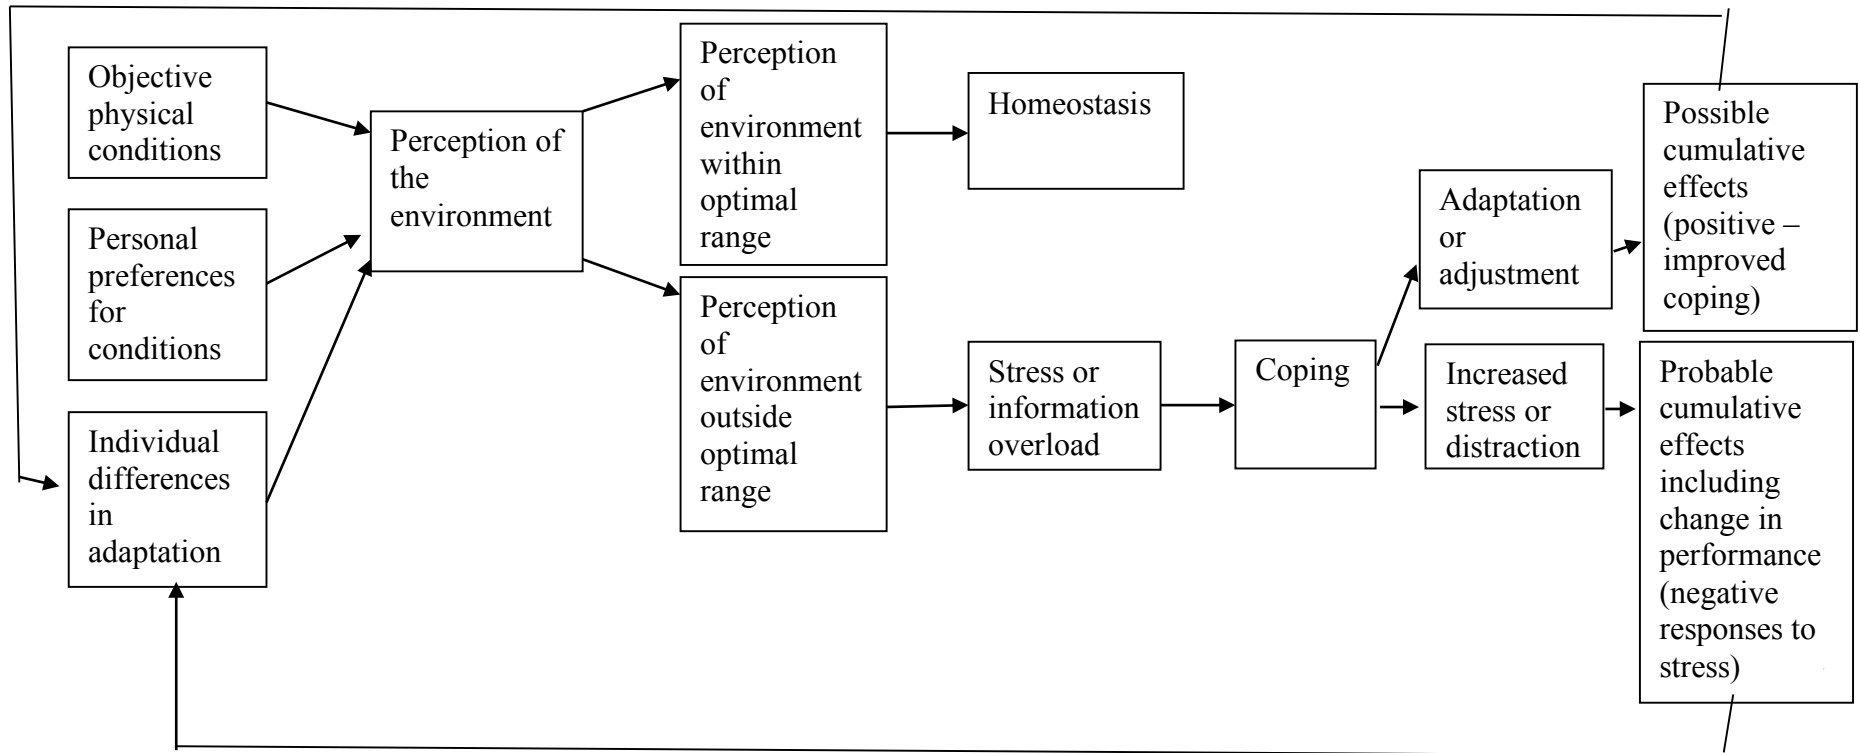 Objective
physical
conditions
Personal
preferences
for
conditions
Individual
differences
in
adaptation
Perception of
the
environment
Perception
of
environment
within
optimal
range
Perception
of
environment
outside
optimal
range
Homeostasis
Stress or
information
overload
Coping
Adaptation
or
adjustment
Increased
stress or
distraction
Possible
cumulative
effects
(positive –
improved
coping)
Probable
cumulative
effects
including
change in
performance
(negative
responses to
stress)